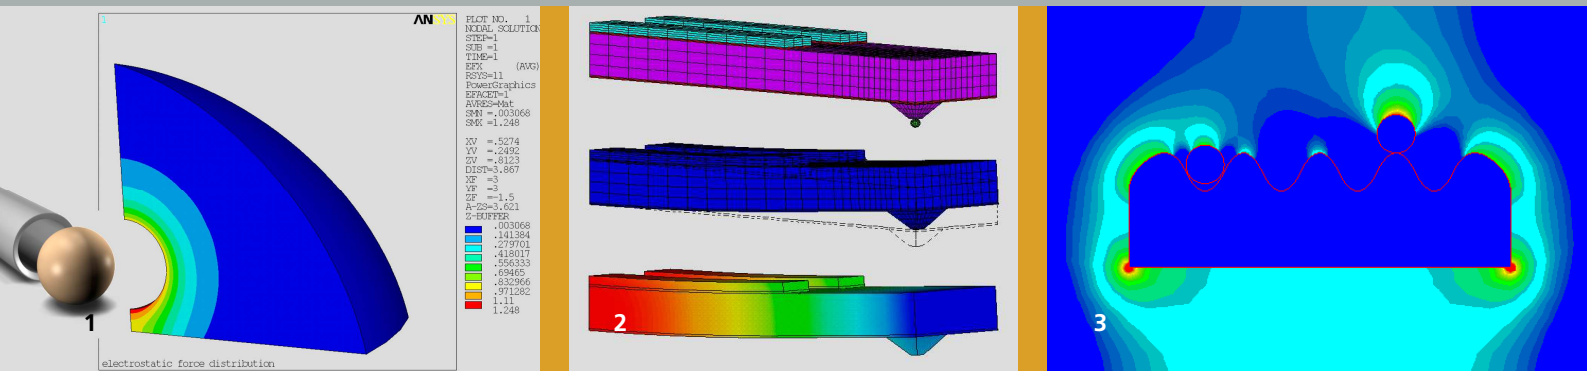 1
ANSYS
PLOT NO. 1
NODAL SOLUTION
STEP=1
SUB =1
TIME=1
EFX (AVG)
RSYS=11
PowerGraphics
EFACET=1
AVRES=Mat
SMN =.003068
SMX =1.248
XV =.5274
YV =.2492
ZV =.8123
DIST=3.867
XF =3
YF =3
ZF =-1.5
A-ZS=3.621
Z-BUFFER
.003068
.141384
.279701
.418017
.556333
.69465
.832966
.971282
1.11
1.248
electrostatic force distribution
1
2
3